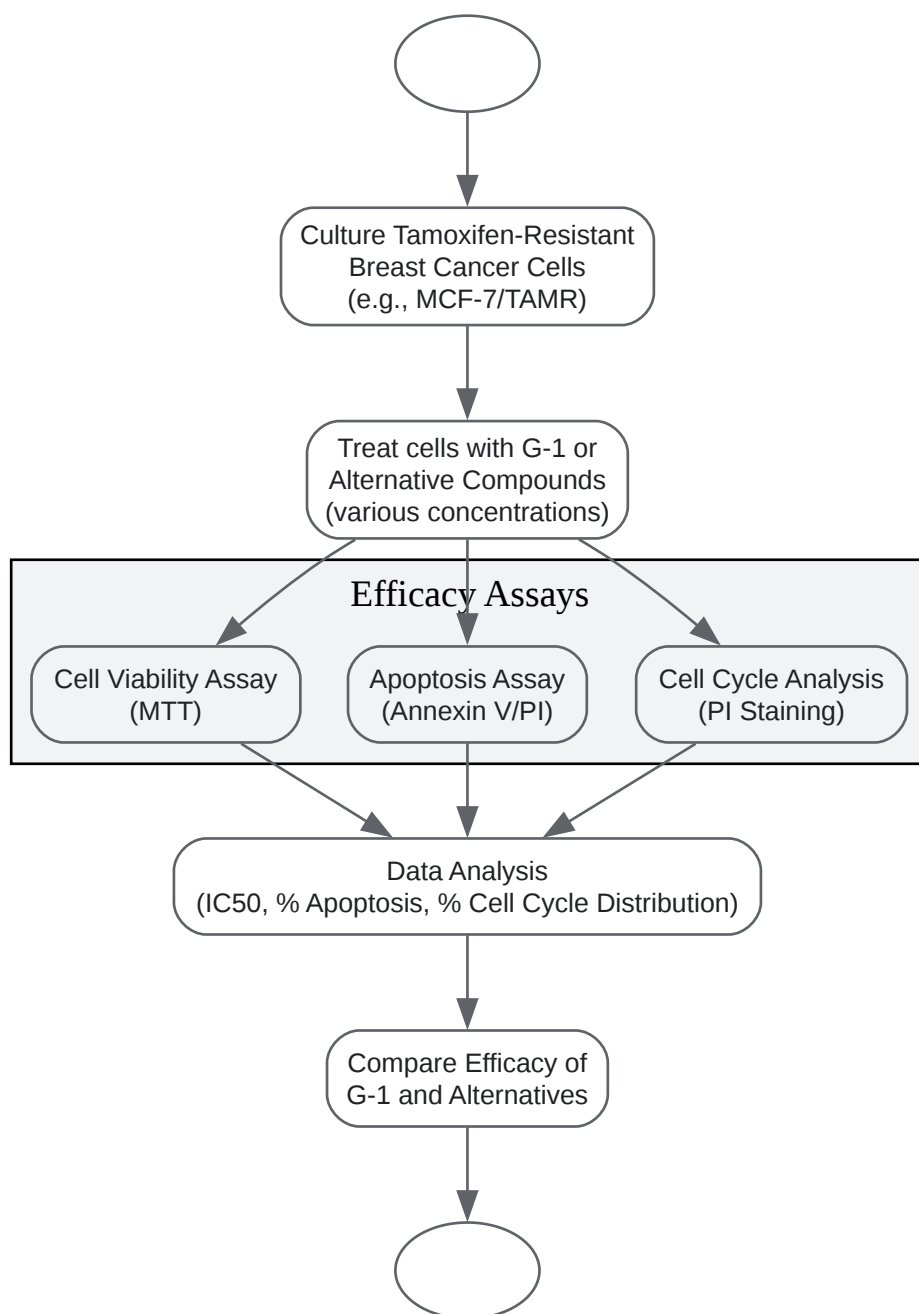 Culture Tamoxifen-Resistant
Breast Cancer Cells
(e.g., MCF-7/TAMR)
Treat cells with G-1 or
Alternative Compounds
(various concentrations)
Efficacy Assays
Cell Viability Assay
(MTT)
Apoptosis Assay
(Annexin V/PI)
Cell Cycle Analysis
(PI Staining)
Data Analysis
(IC50, % Apoptosis, % Cell Cycle Distribution)
Compare Efficacy of
G-1 and Alternatives